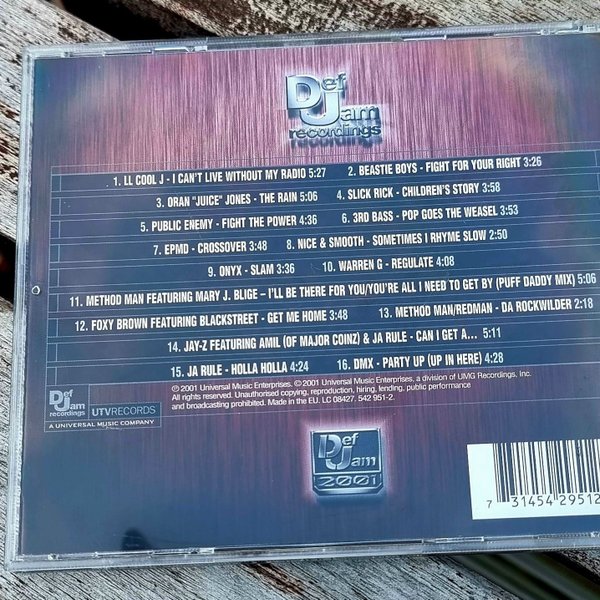 Def
Jam
recordings
1. LL COOL J - I CAN'T LIVE WITHOUT MY RADIO 5:27 2. BEASTIE BOYS - FIGHT FOR YOUR RIGHT 3:26
3. ORAN "JUICE" JONES - THE RAIN 5:06 4. SLICK RICK - CHILDREN'S STORY 3:58
5. PUBLIC ENEMY - FIGHT THE POWER 4:36 6. 3RD BASS - POP GOES THE WEASEL 3:53
7. EPMD - CROSSOVER 3:48 8. NICE & SMOOTH - SOMETIMES I RHYME SLOW 2:50
9. ONYX - SLAM 3:36 10. WARREN G - REGULATE 4:08
11. METHOD MAN FEATURING MARY J. BLIGE – I'LL BE THERE FOR YOU/YOU'RE ALL I NEED TO GET BY (PUFF DADDY MIX) 5:06
12. FOXY BROWN FEATURING BLACKSTREET - GET ME HOME 3:48 13. METHOD MAN/REDMAN - DA ROCKWILDER 2:18
14. JAY-Z FEATURING AMIL (OF MAJOR COINZ) & JA RULE - CAN I GET A... 5:11
15. JA RULE - HOLLA HOLLA 4:24 16. DMX - PARTY UP (UP IN HERE) 4:28
℗ 2001 Universal Music Enterprises. © 2001 Universal Music Enterprises, a division of UMG Recordings, Inc.
All rights reserved. Unauthorised copying, reproduction, hiring, lending, public performance
and broadcasting prohibited. Made in the EU. LC 08427. 542 951-2.
Def
Jam
recordings
UTV RECORDS
A UNIVERSAL MUSIC COMPANY
Def
Jam
2001
7 31454 29512